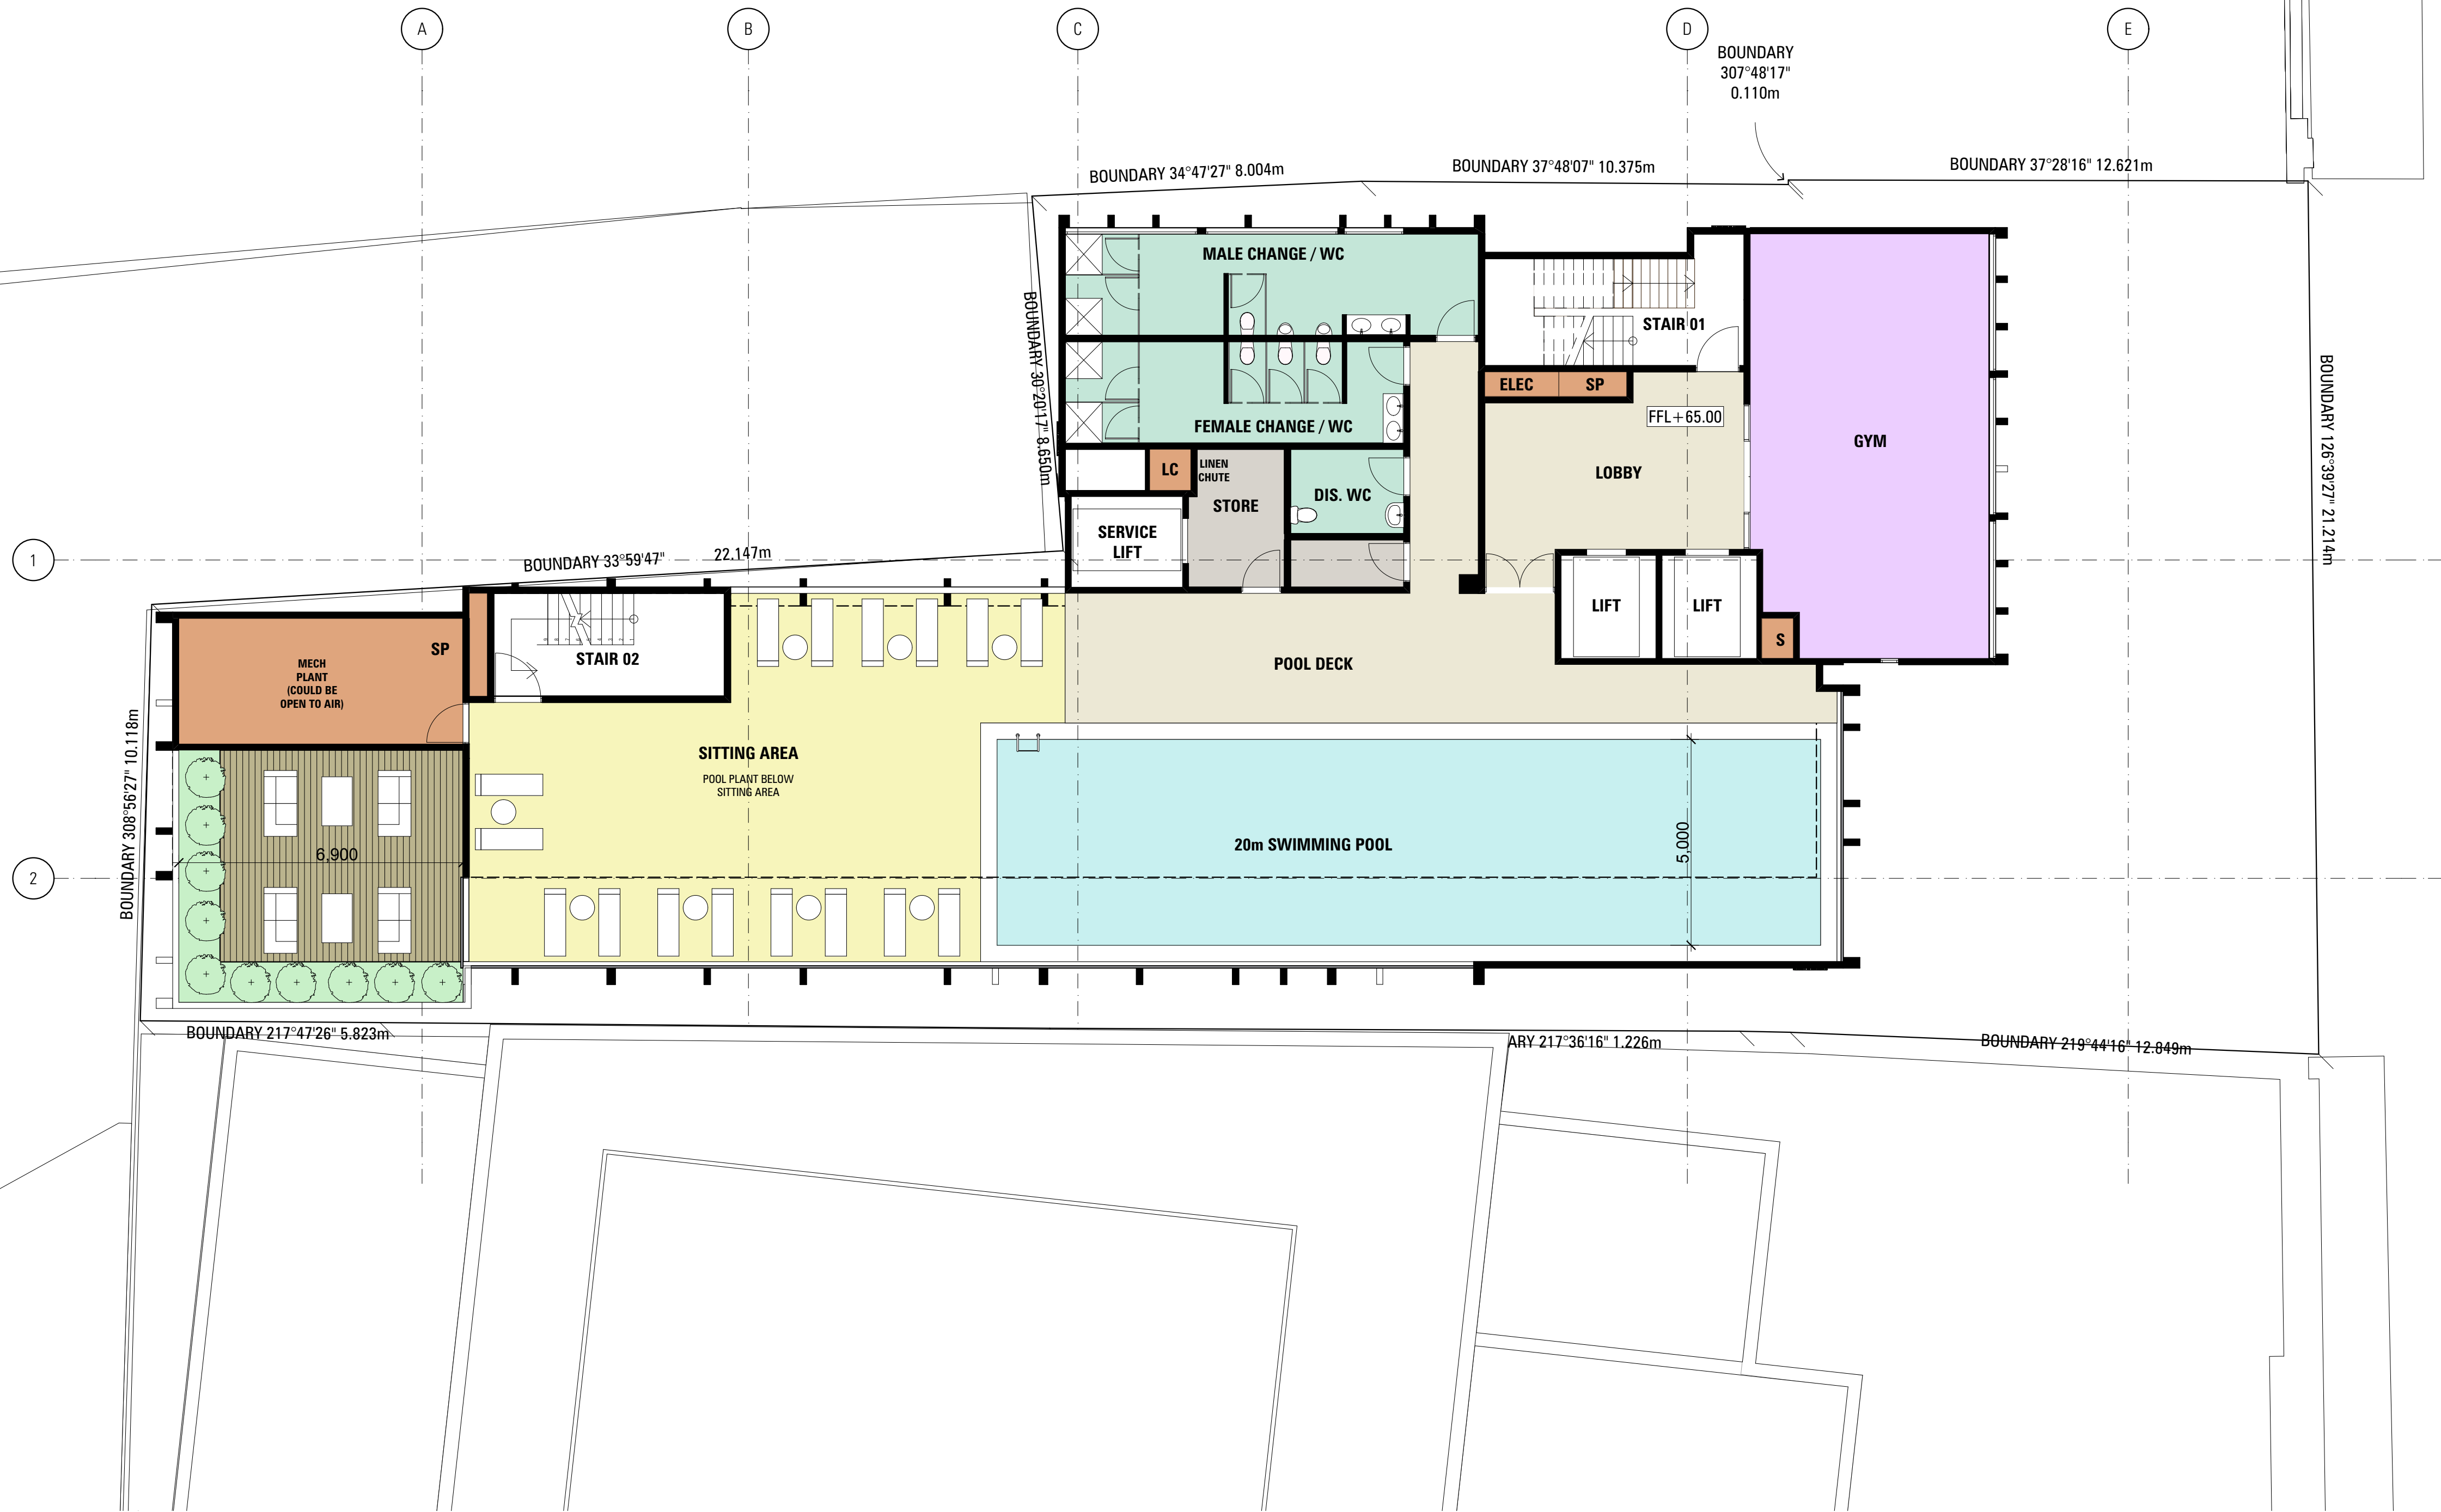 A
B
C
D
E
BOUNDARY
307°48'17"
0.110m
BOUNDARY 34°47'27" 8.004m
BOUNDARY 37°48'07" 10.375m
BOUNDARY 37°28'16" 12.621m
MALE CHANGE / WC
STAIR 01
BOUNDARY 30°20'17" 8.650m
ELEC
SP
FFL+65.00
FEMALE CHANGE / WC
GYM
BOUNDARY 126°39'27" 21.214m
LC
LINEN
CHUTE
LOBBY
DIS. WC
STORE
SERVICE
LIFT
1
BOUNDARY 33°59'47" 22.147m
LIFT
LIFT
S
SP
STAIR 02
MECH
PLANT
(COULD BE
OPEN TO AIR)
POOL DECK
BOUNDARY 308°56'27" 10.118m
SITTING AREA
POOL PLANT BELOW
SITTING AREA
20m SWIMMING POOL
5,000
6,900
2
BOUNDARY 217°47'26" 5.823m
ARY 217°36'16" 1.226m
BOUNDARY 219°44'16" 12.849m